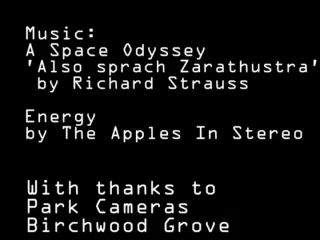 Music:
A Space Odyssey
'Also sprach Zarathustra'
by Richard Strauss
Energy
by The Apples In Stereo
With thanks to
Park Cameras
Birchwood Grove